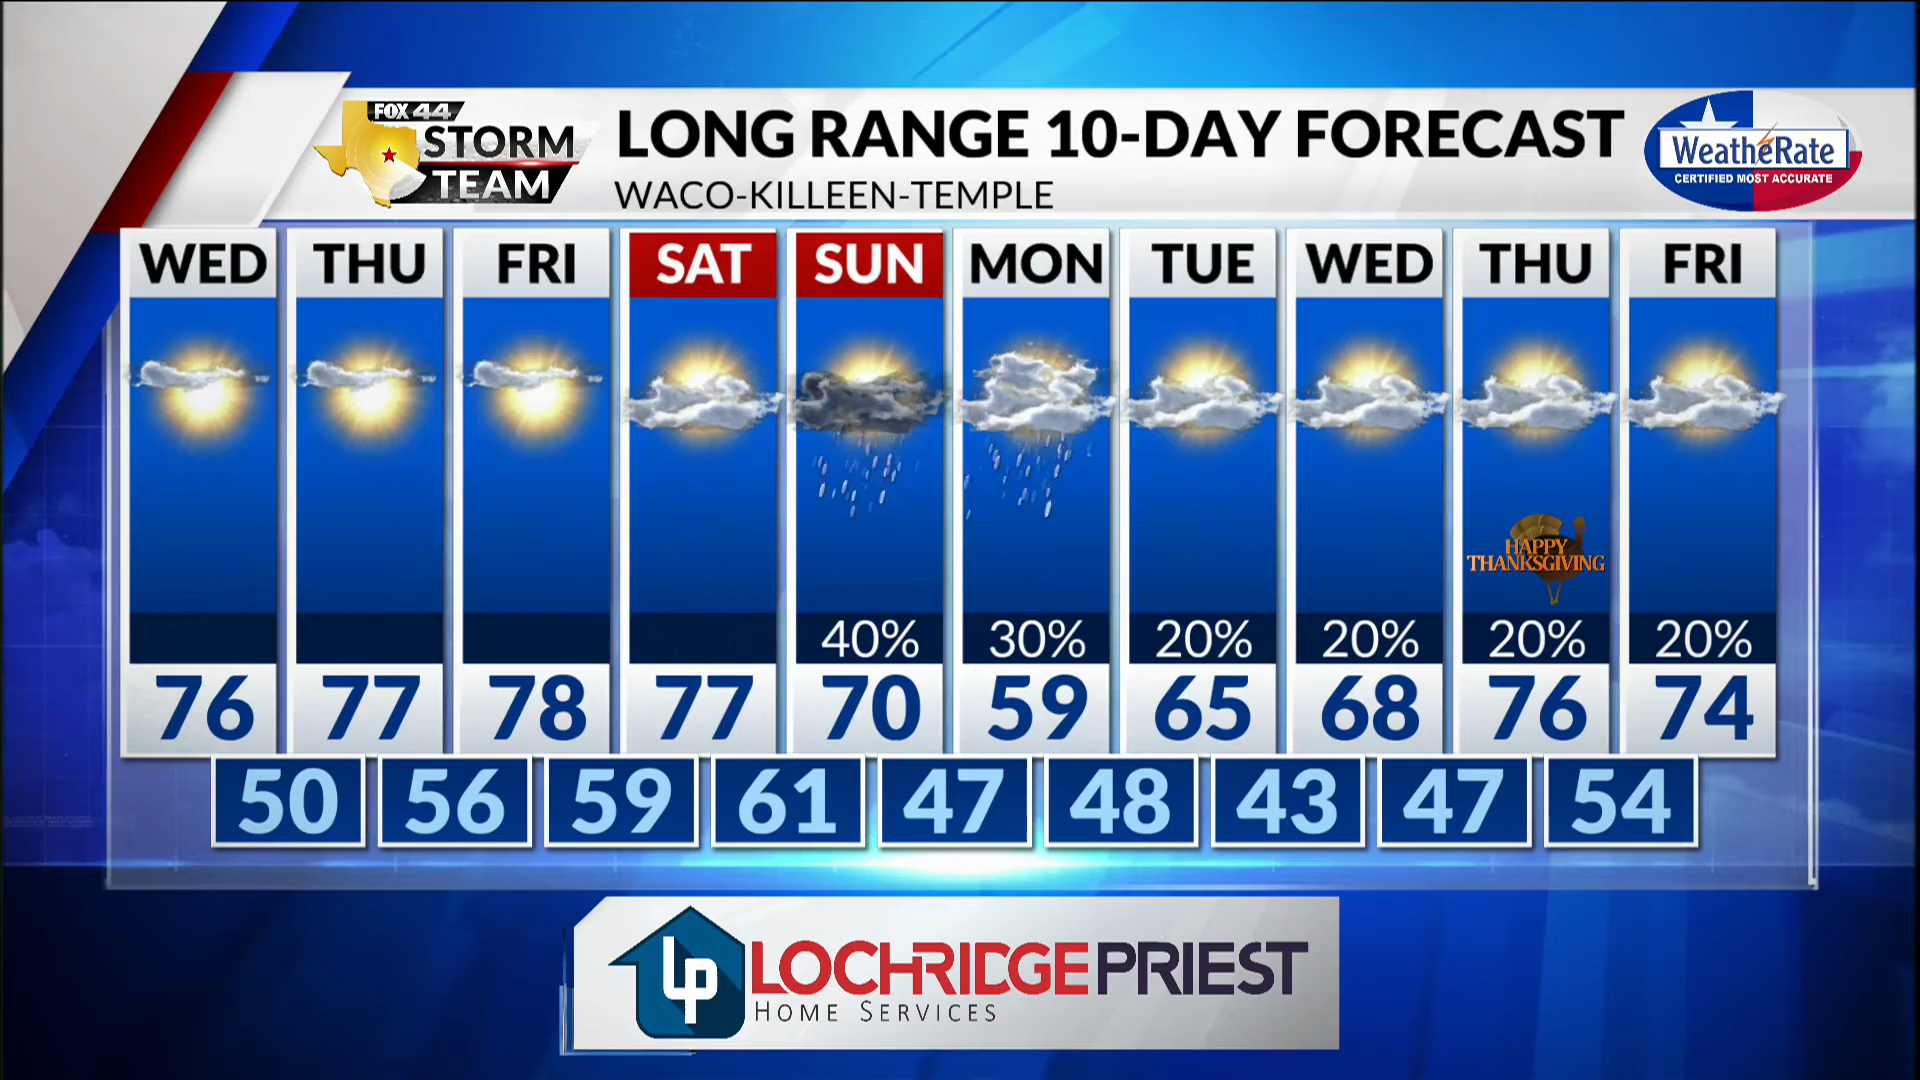 FOX 44
STORM
TEAM
LONG RANGE 10-DAY FORECAST
WACO-KILLEEN-TEMPLE
WeatheRate
CERTIFIED MOST ACCURATE
WED THU FRI SAT SUN MON TUE WED THU FRI
HAPPY
THANKSGIVING
40% 30% 20% 20% 20% 20%
76 77 78 77 70 59 65 68 76 74
50 56 59 61 47 48 43 47 54
LP LOCHRIDGEPRIEST
HOME SERVICES